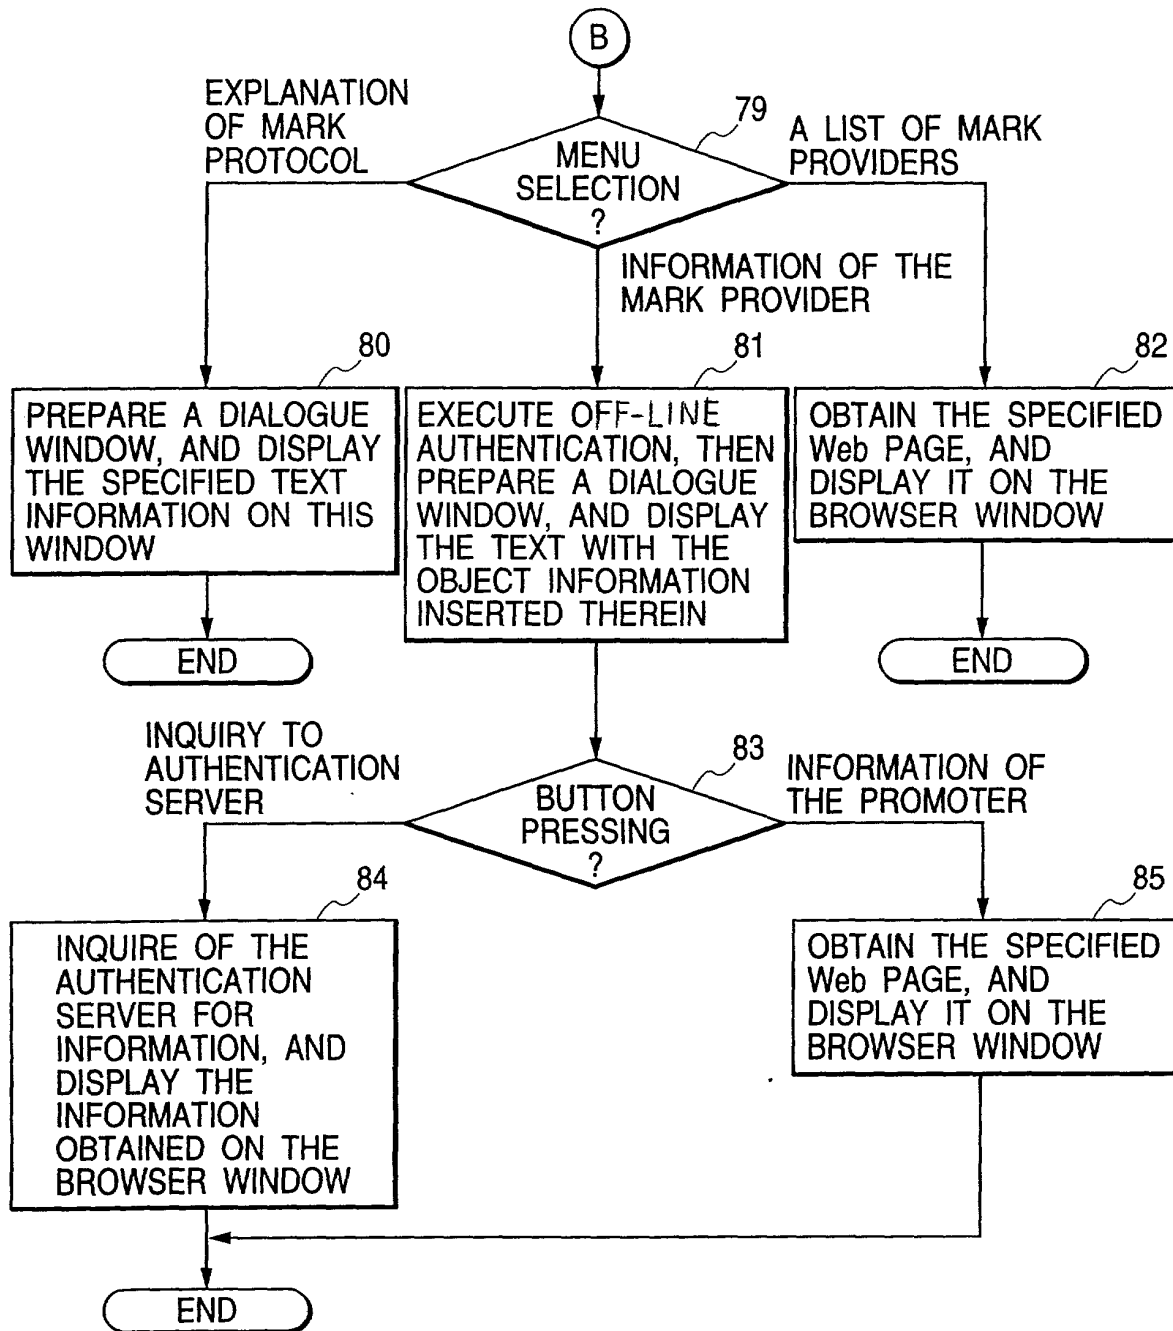 B
EXPLANATION
OF MARK
PROTOCOL
79
A LIST OF MARK
PROVIDERS
MENU
SELECTION
?
INFORMATION OF THE
MARK PROVIDER
80
PREPARE A DIALOGUE
WINDOW, AND DISPLAY
THE SPECIFIED TEXT
INFORMATION ON THIS
WINDOW
END
81
EXECUTE OFF-LINE
AUTHENTICATION, THEN
PREPARE A DIALOGUE
WINDOW, AND DISPLAY
THE TEXT WITH THE
OBJECT INFORMATION
INSERTED THEREIN
82
OBTAIN THE SPECIFIED
Web PAGE, AND
DISPLAY IT ON THE
BROWSER WINDOW
END
INQUIRY TO
AUTHENTICATION
SERVER
83
BUTTON
PRESSING
?
INFORMATION OF
THE PROMOTER
84
INQUIRE OF THE
AUTHENTICATION
SERVER FOR
INFORMATION, AND
DISPLAY THE
INFORMATION
OBTAINED ON THE
BROWSER WINDOW
85
OBTAIN THE SPECIFIED
Web PAGE, AND
DISPLAY IT ON THE
BROWSER WINDOW
END